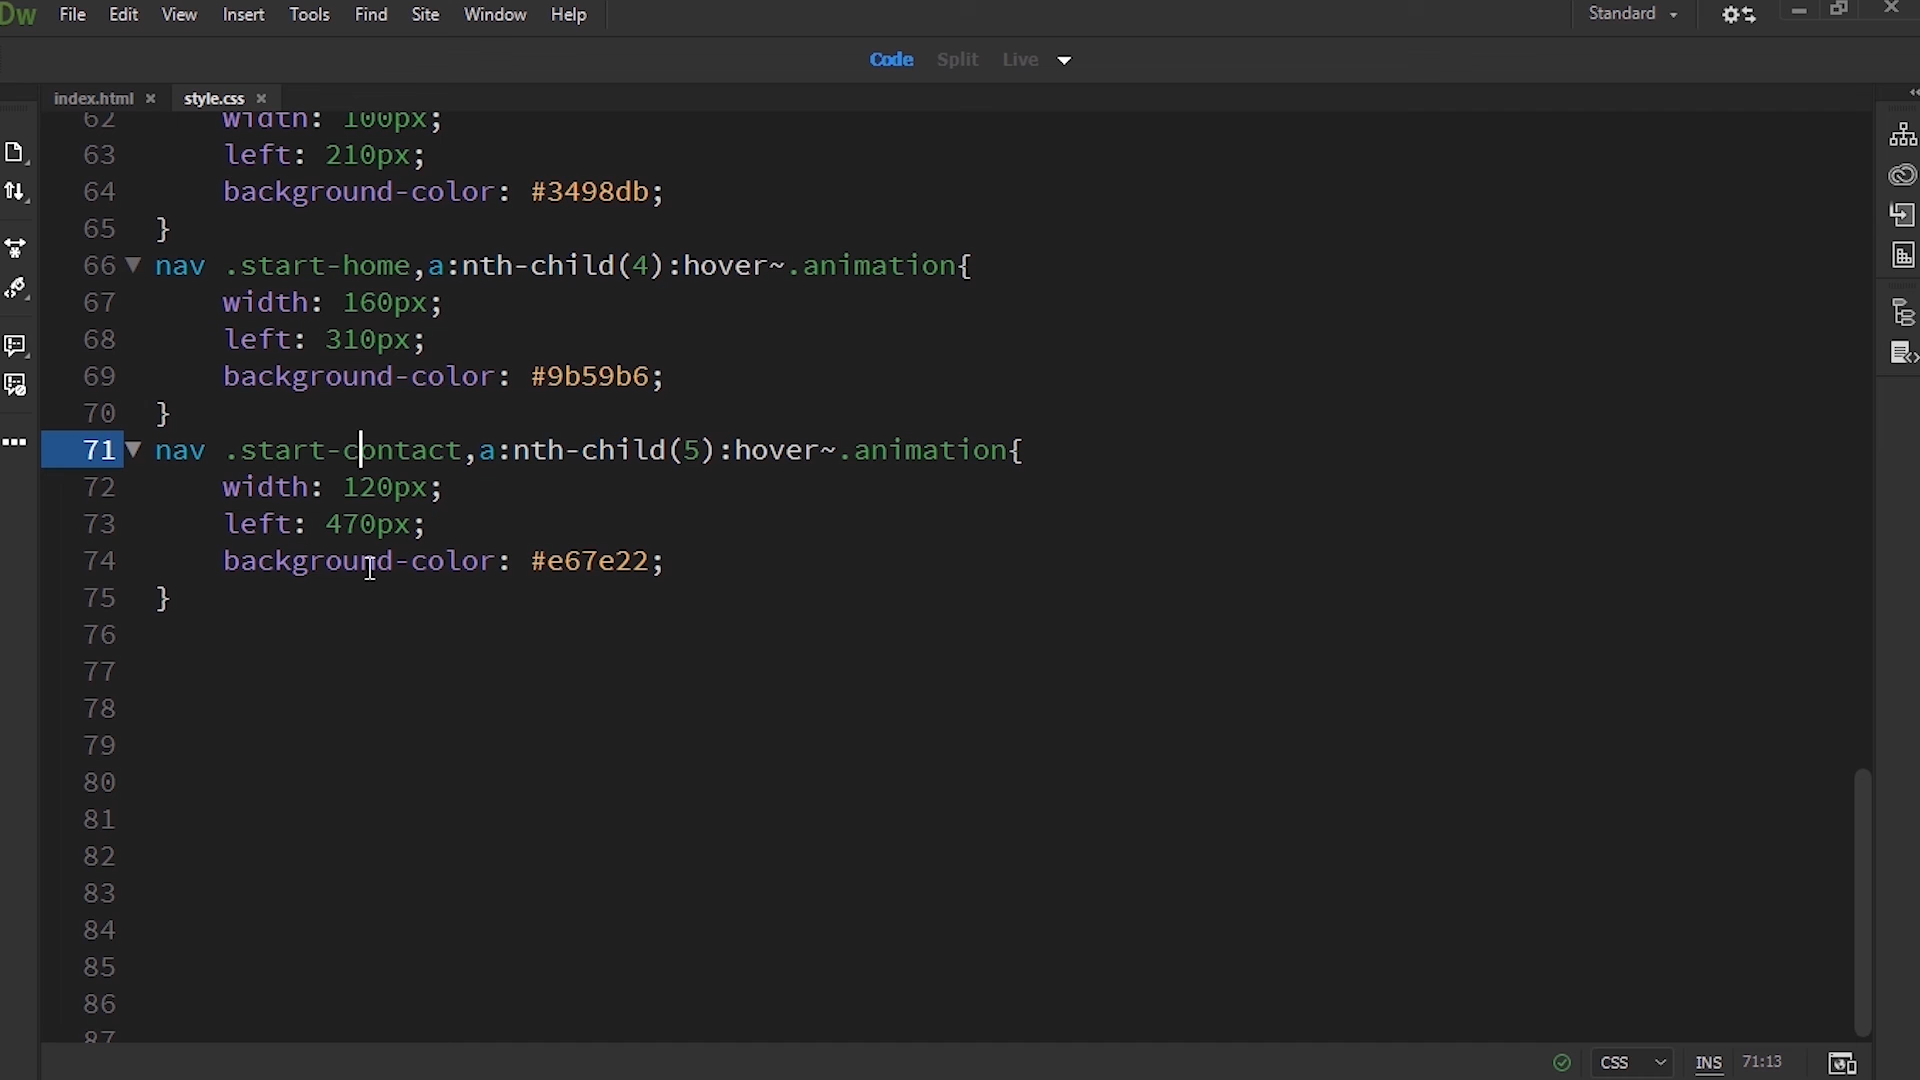 Dw File Edit View Insert Tools Find Site Window Help Standard
Code Split Live
index.html × style.css ×
62 width: 100px;
63 left: 210px;
64 background-color: #3498db;
65 }
66 nav .start-home,a:nth-child(4):hover~.animation{
67 width: 160px;
68 left: 310px;
69 background-color: #9b59b6;
70 }
71 nav .start-contact,a:nth-child(5):hover~.animation{
72 width: 120px;
73 left: 470px;
74 background-color: #e67e22;
75 }
76
77
78
79
80
81
82
83
84
85
86
87
CSS INS 71:13